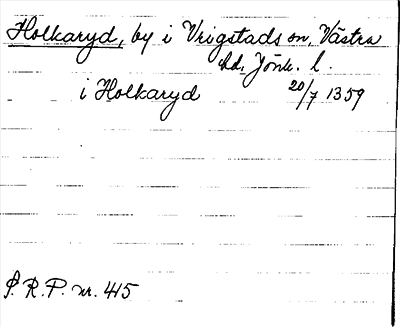 Holkaryd, by i Vrigstads sn, Västra
hd, Jönk. l.
i Holkaryd 20/7 1359
S.R.P. nr. 415